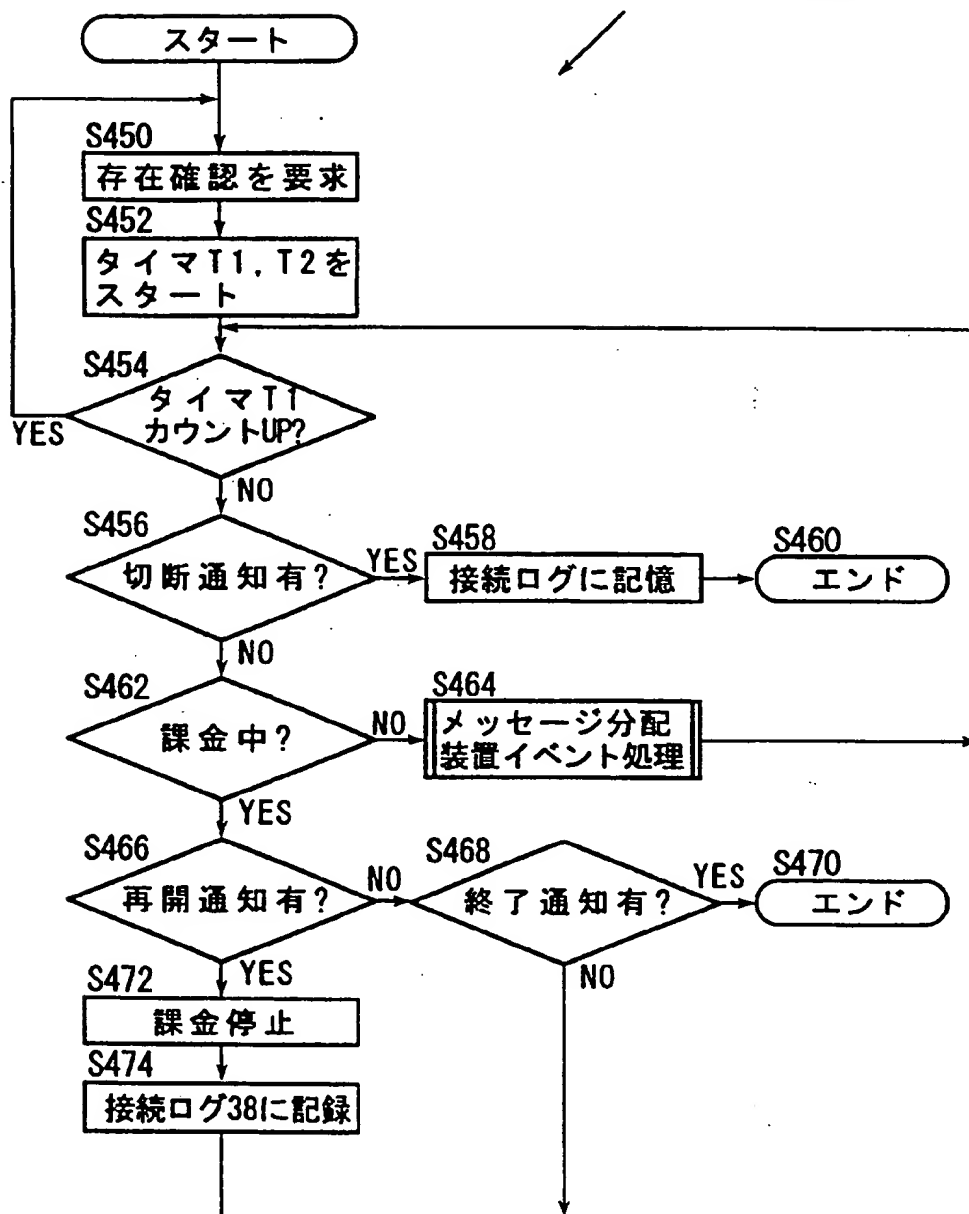 スタート
S450
存在確認を要求
S452
タイマT1,T2を
スタート
S454
タイマT1
カウントUP?
YES
NO
S456
切断通知有?
YES
S458
接続ログに記憶
S460
エンド
NO
S462
課金中?
NO
S464
メッセージ分配
装置イベント処理
YES
S466
再開通知有?
NO
S468
終了通知有?
YES
S470
エンド
YES
NO
S472
課金停止
S474
接続ログ38に記録